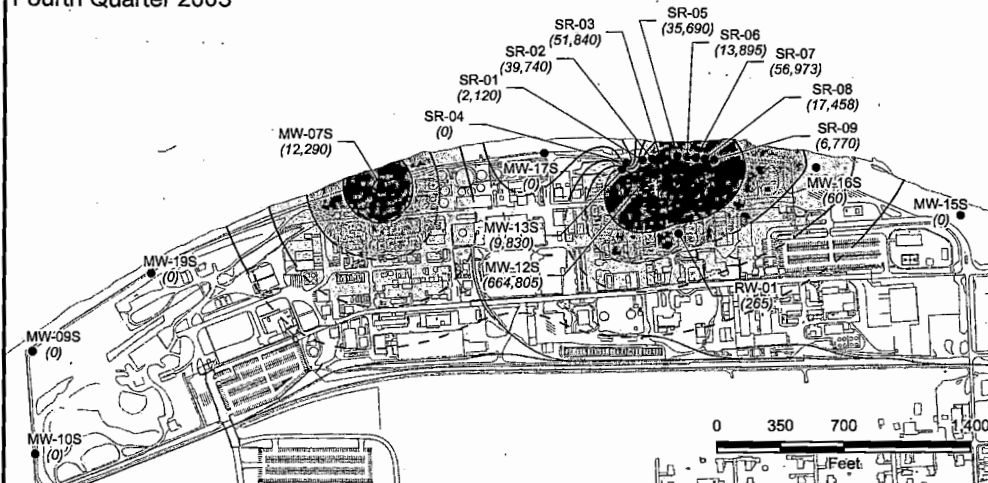 Fourth Quarter 2003
SR-05
(35,690)
SR-03
(51,840)
SR-06
(13,895)
SR-02
(39,740)
SR-07
(56,973)
SR-01
(2,120)
SR-08
(17,458)
SR-04
(0)
SR-09
(6,770)
MW-07S
(12,290)
MW-17S
(0)
MW-16S
(60)
MW-15S
(0)
MW-13S
(9,830)
MW-12S
(664,805)
MW-19S
(0)
RW-01
(265)
MW-09S
(0)
MW-10S
(0)
0 350 700 1,400
Feet